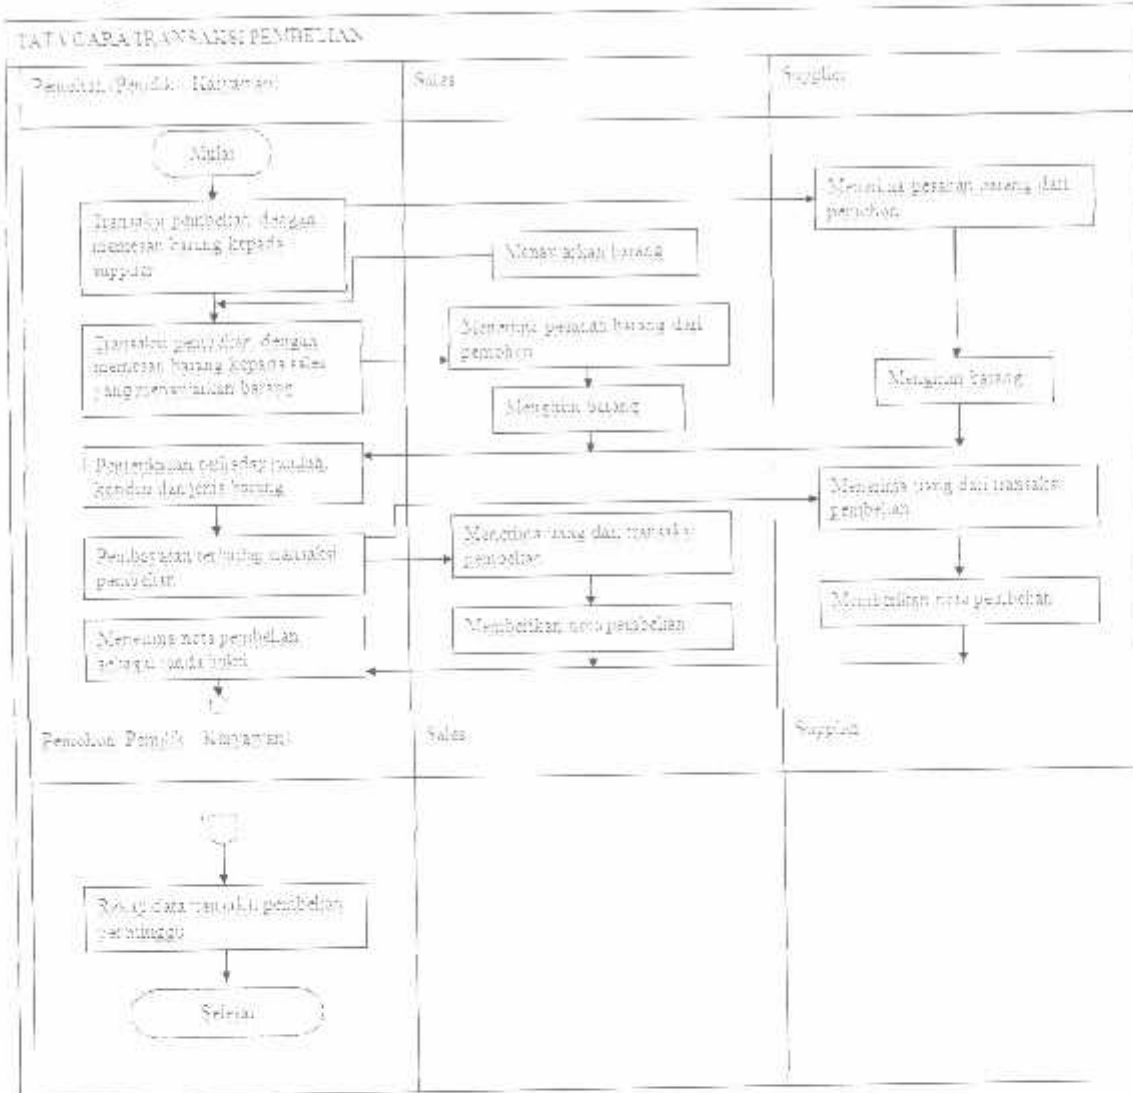 TATA CARA TRANSAKSI PEMBELIAN
Pemohon (Pemilik / Karyawan)
Sales
Supplier
Mulai
Transaksi pembelian dengan
memesan barang kepada
supplier
Menerima pesanan barang dari
pemohon
Menawarkan barang
Transaksi pembelian dengan
memesan barang kepada sales
yang menawarkan barang
Menerima pesanan barang dari
pemohon
Mengirim barang
Mengirim barang
Pemeriksaan terhadap jumlah,
kondisi dan jenis barang
Menerima uang dari transaksi
pembelian
Pembayaran terhadap transaksi
pembelian
Menerima uang dari transaksi
pembelian
Memberikan nota pembelian
Memberikan nota pembelian
Menerima nota pembelian
sebagai tanda bukti
Pemohon (Pemilik / Karyawan)
Sales
Supplier
Rekap data transaksi pembelian
perminggu
Selesai